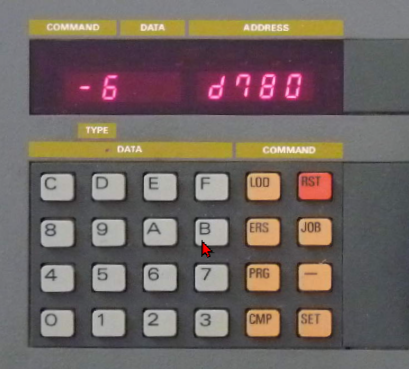 COMMAND DATA ADDRESS
-6 d780
TYPE
DATA COMMAND
C D E F LOD RST
8 9 A B ERS JOB
4 5 6 7 PRG —
0 1 2 3 CMP SET